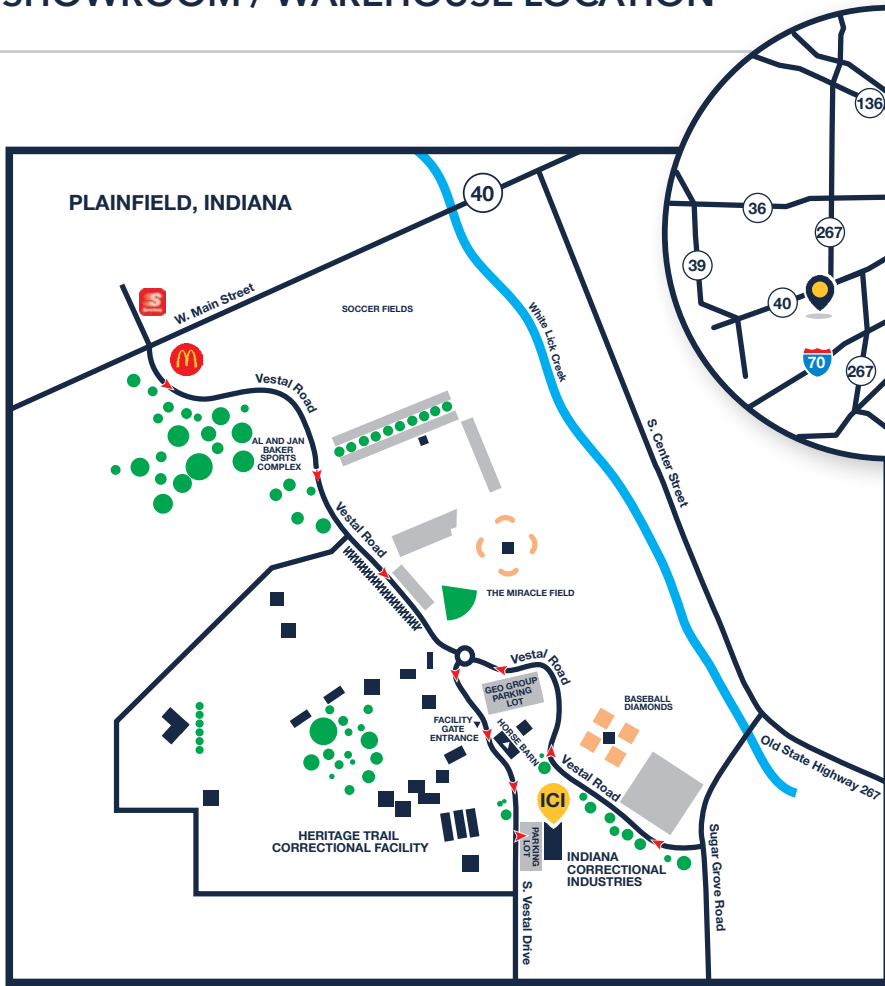 SHOWROOM / WAREHOUSE LOCATION
136
40
PLAINFIELD, INDIANA
36
267
39
40
W. Main Street
SOCCER FIELDS
White Lick Creek
70
267
Vestal Road
S. Center Street
AL AND JAN
BAKER
SPORTS
COMPLEX
Vestal Road
THE MIRACLE FIELD
Vestal Road
GEO GROUP
PARKING
LOT
BASEBALL
DIAMONDS
FACILITY
GATE
ENTRANCE
HORSE BARN
Old State Highway 267
Vestal Road
ICI
HERITAGE TRAIL
CORRECTIONAL FACILITY
PARKING
LOT
INDIANA
CORRECTIONAL
INDUSTRIES
Sugar Grove Road
S. Vestal Drive